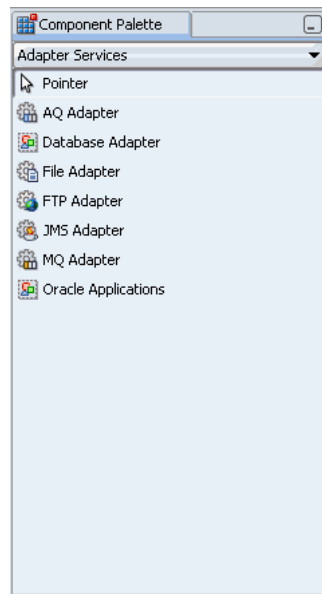 Component Palette
Adapter Services
Pointer
AQ Adapter
Database Adapter
File Adapter
FTP Adapter
JMS Adapter
MQ Adapter
Oracle Applications